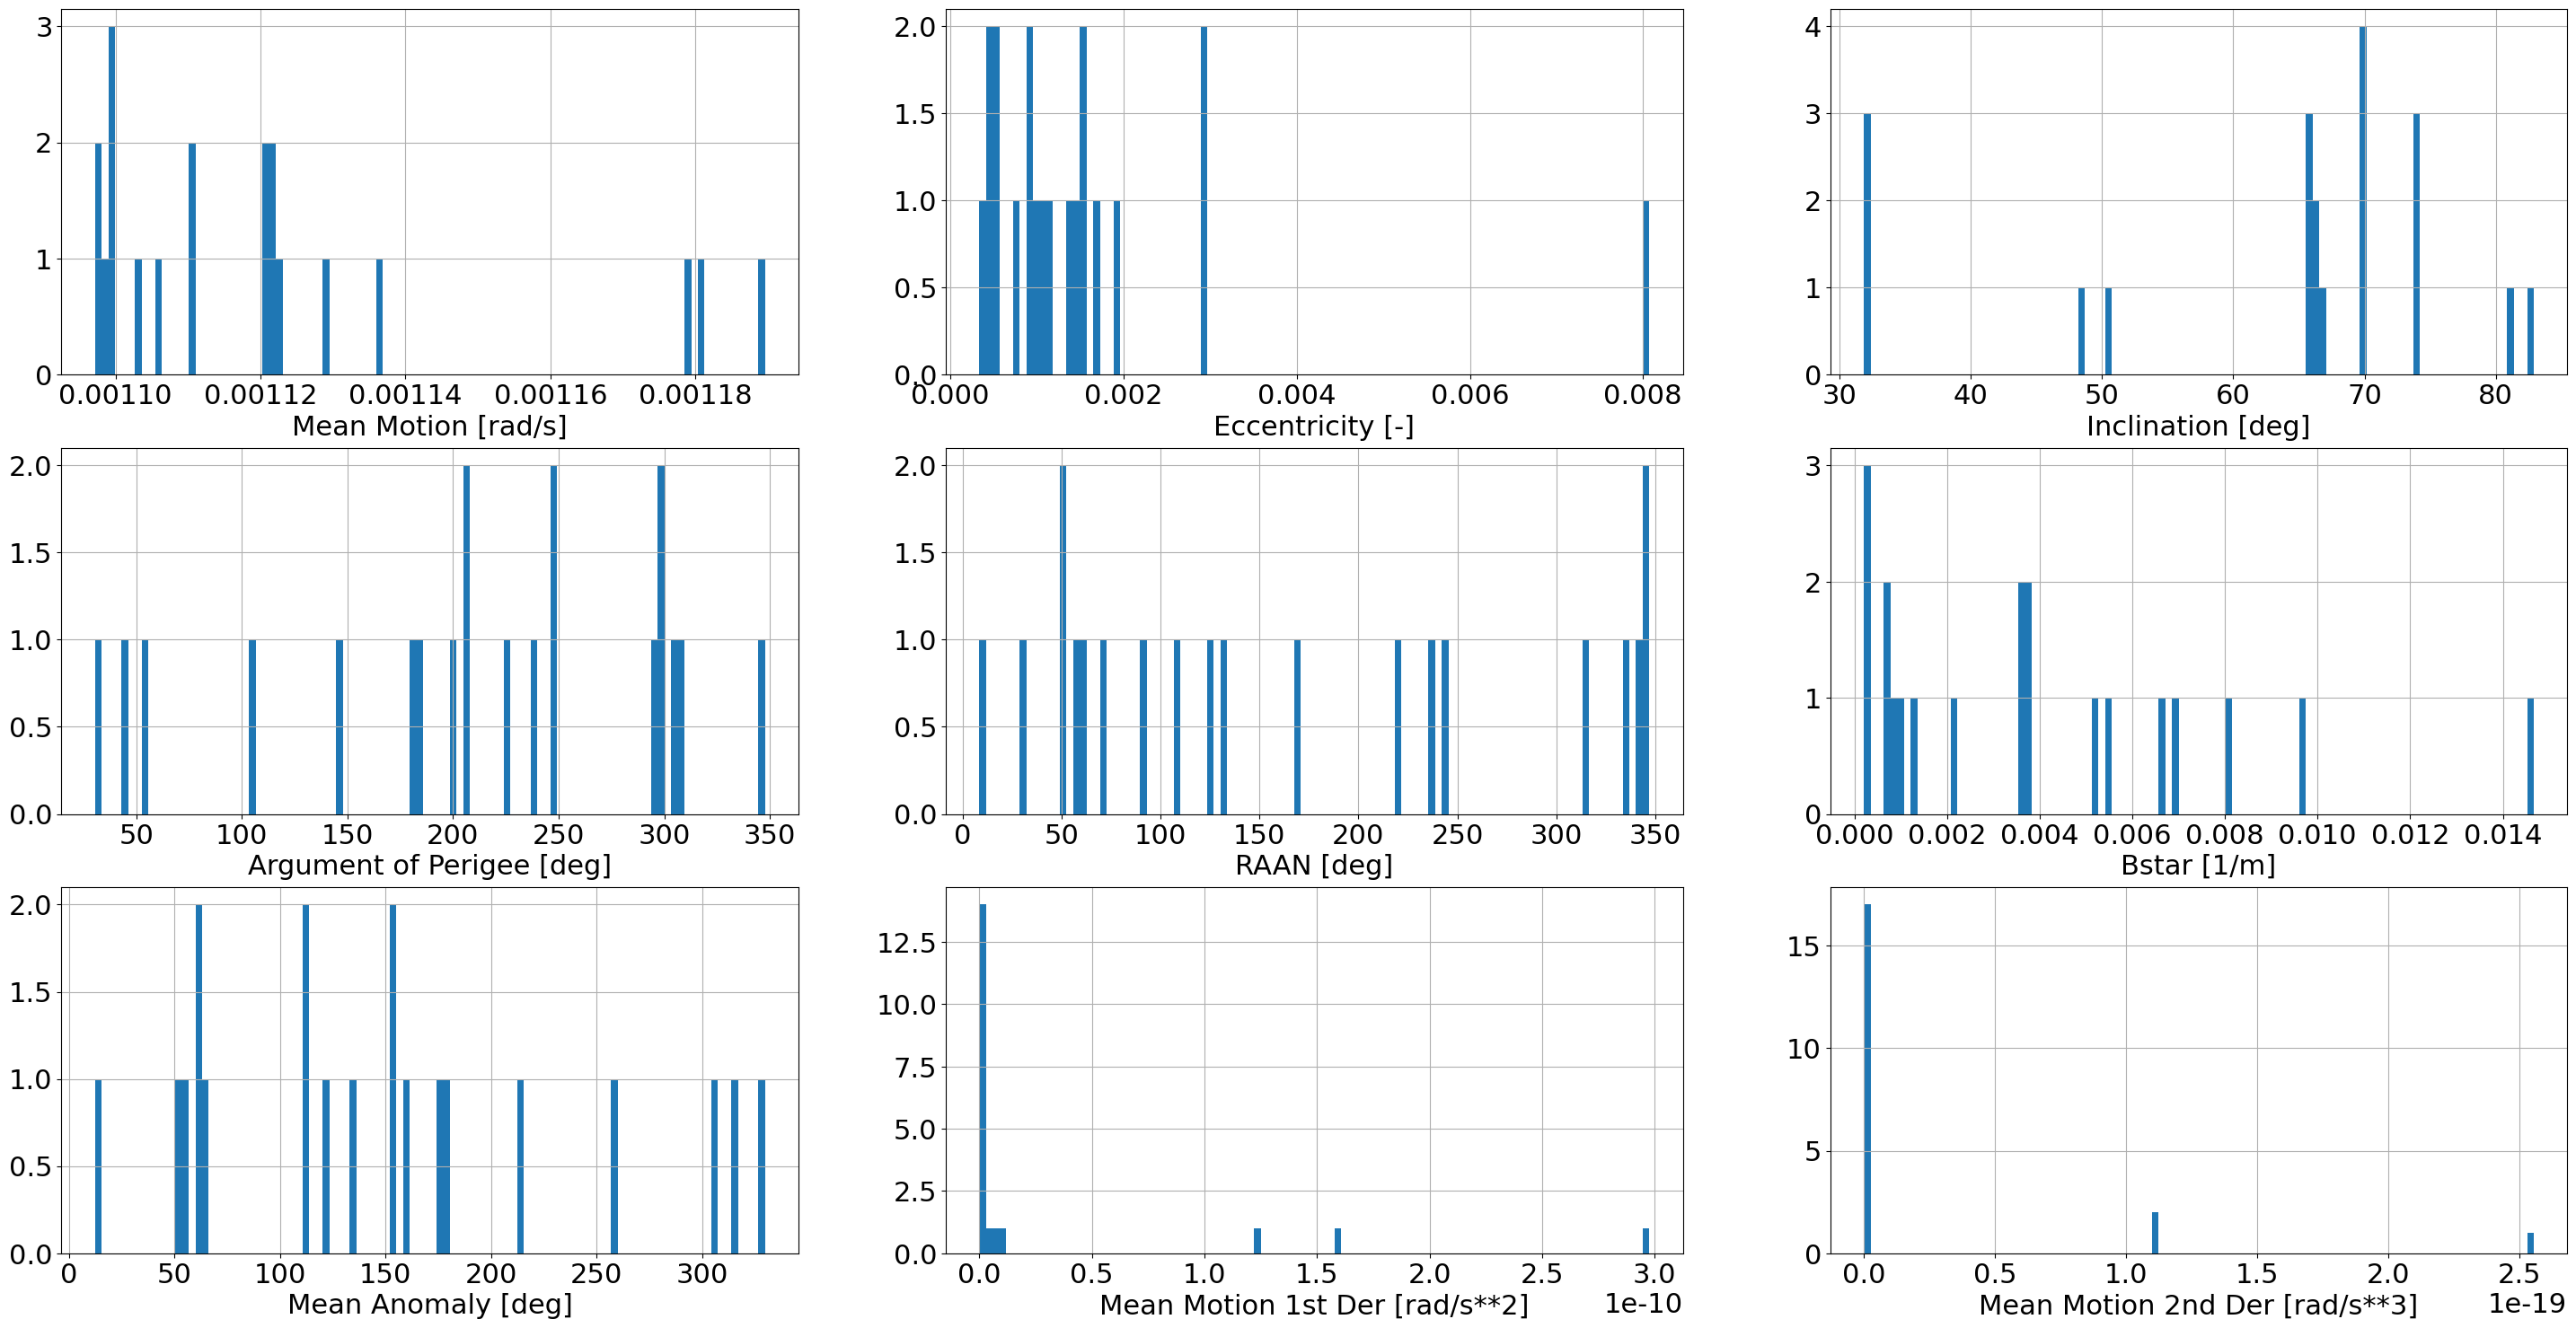 3
2
1
0
0.00110 0.00112 0.00114 0.00116 0.00118
Mean Motion [rad/s]
2.0
1.5
1.0
0.5
0.0
0.000 0.002 0.004 0.006 0.008
Eccentricity [-]
4
3
2
1
0
30 40 50 60 70 80
Inclination [deg]
2.0
1.5
1.0
0.5
0.0
50 100 150 200 250 300 350
Argument of Perigee [deg]
2.0
1.5
1.0
0.5
0.0
0 50 100 150 200 250 300 350
RAAN [deg]
3
2
1
0
0.000 0.002 0.004 0.006 0.008 0.010 0.012 0.014
Bstar [1/m]
2.0
1.5
1.0
0.5
0.0
0 50 100 150 200 250 300
Mean Anomaly [deg]
12.5
10.0
7.5
5.0
2.5
0.0
0.0 0.5 1.0 1.5 2.0 2.5 3.0
Mean Motion 1st Der [rad/s**2] 1e-10
15
10
5
0
0.0 0.5 1.0 1.5 2.0 2.5
Mean Motion 2nd Der [rad/s**3] 1e-19